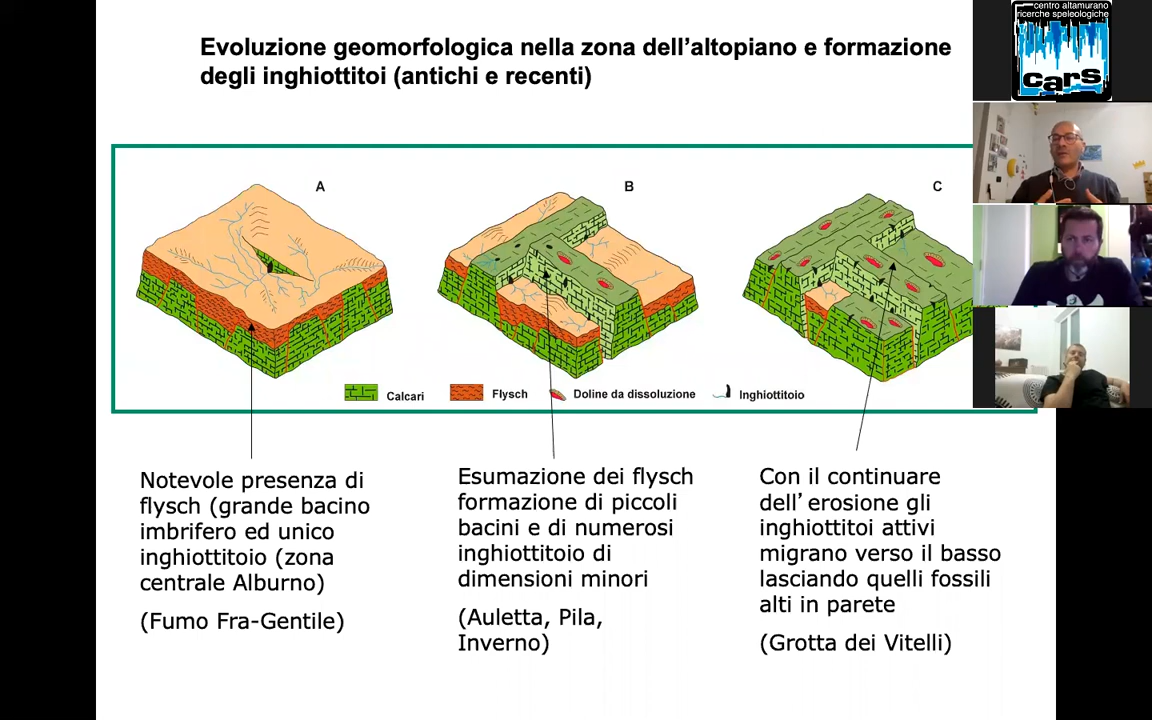 Evoluzione geomorfologica nella zona dell’altopiano e formazione
degli inghiottitoi (antichi e recenti)
centro altamurano
ricerche speleologiche
cars
A
B
C
Calcari
Flysch
Doline da dissoluzione
Inghiottitoio
Notevole presenza di
flysch (grande bacino
imbrifero ed unico
inghiottitoio (zona
centrale Alburno)
(Fumo Fra-Gentile)
Esumazione dei flysch
formazione di piccoli
bacini e di numerosi
inghiottitoio di
dimensioni minori
(Auletta, Pila,
Inverno)
Con il continuare
dell’erosione gli
inghiottitoi attivi
migrano verso il basso
lasciando quelli fossili
alti in parete
(Grotta dei Vitelli)